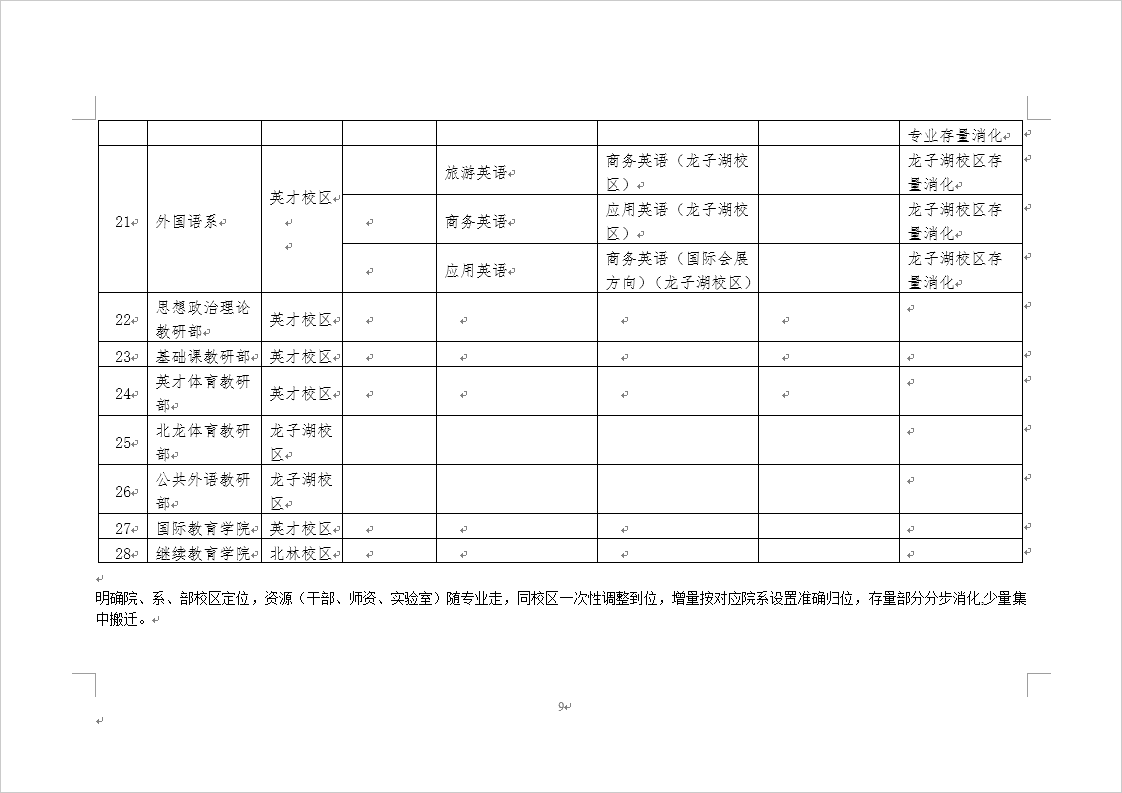 专业存量消化
21 外国语系 英才校区 旅游英语 商务英语（龙子湖校
区） 龙子湖校区存
量消化
商务英语 应用英语（龙子湖校
区） 龙子湖校区存
量消化
应用英语 商务英语（国际会展
方向）（龙子湖校区） 龙子湖校区存
量消化
22 思想政治理论
教研部 英才校区
23 基础课教研部 英才校区
24 英才体育教研
部 英才校区
25 北龙体育教研
部 龙子湖校
区
26 公共外语教研
部 龙子湖校
区
27 国际教育学院 英才校区
28 继续教育学院 北林校区
明确院、系、部校区定位，资源（干部、师资、实验室）随专业走，同校区一次性调整到位，增量按对应院系设置准确归位，存量部分分步消化,少量集
中搬迁。
9